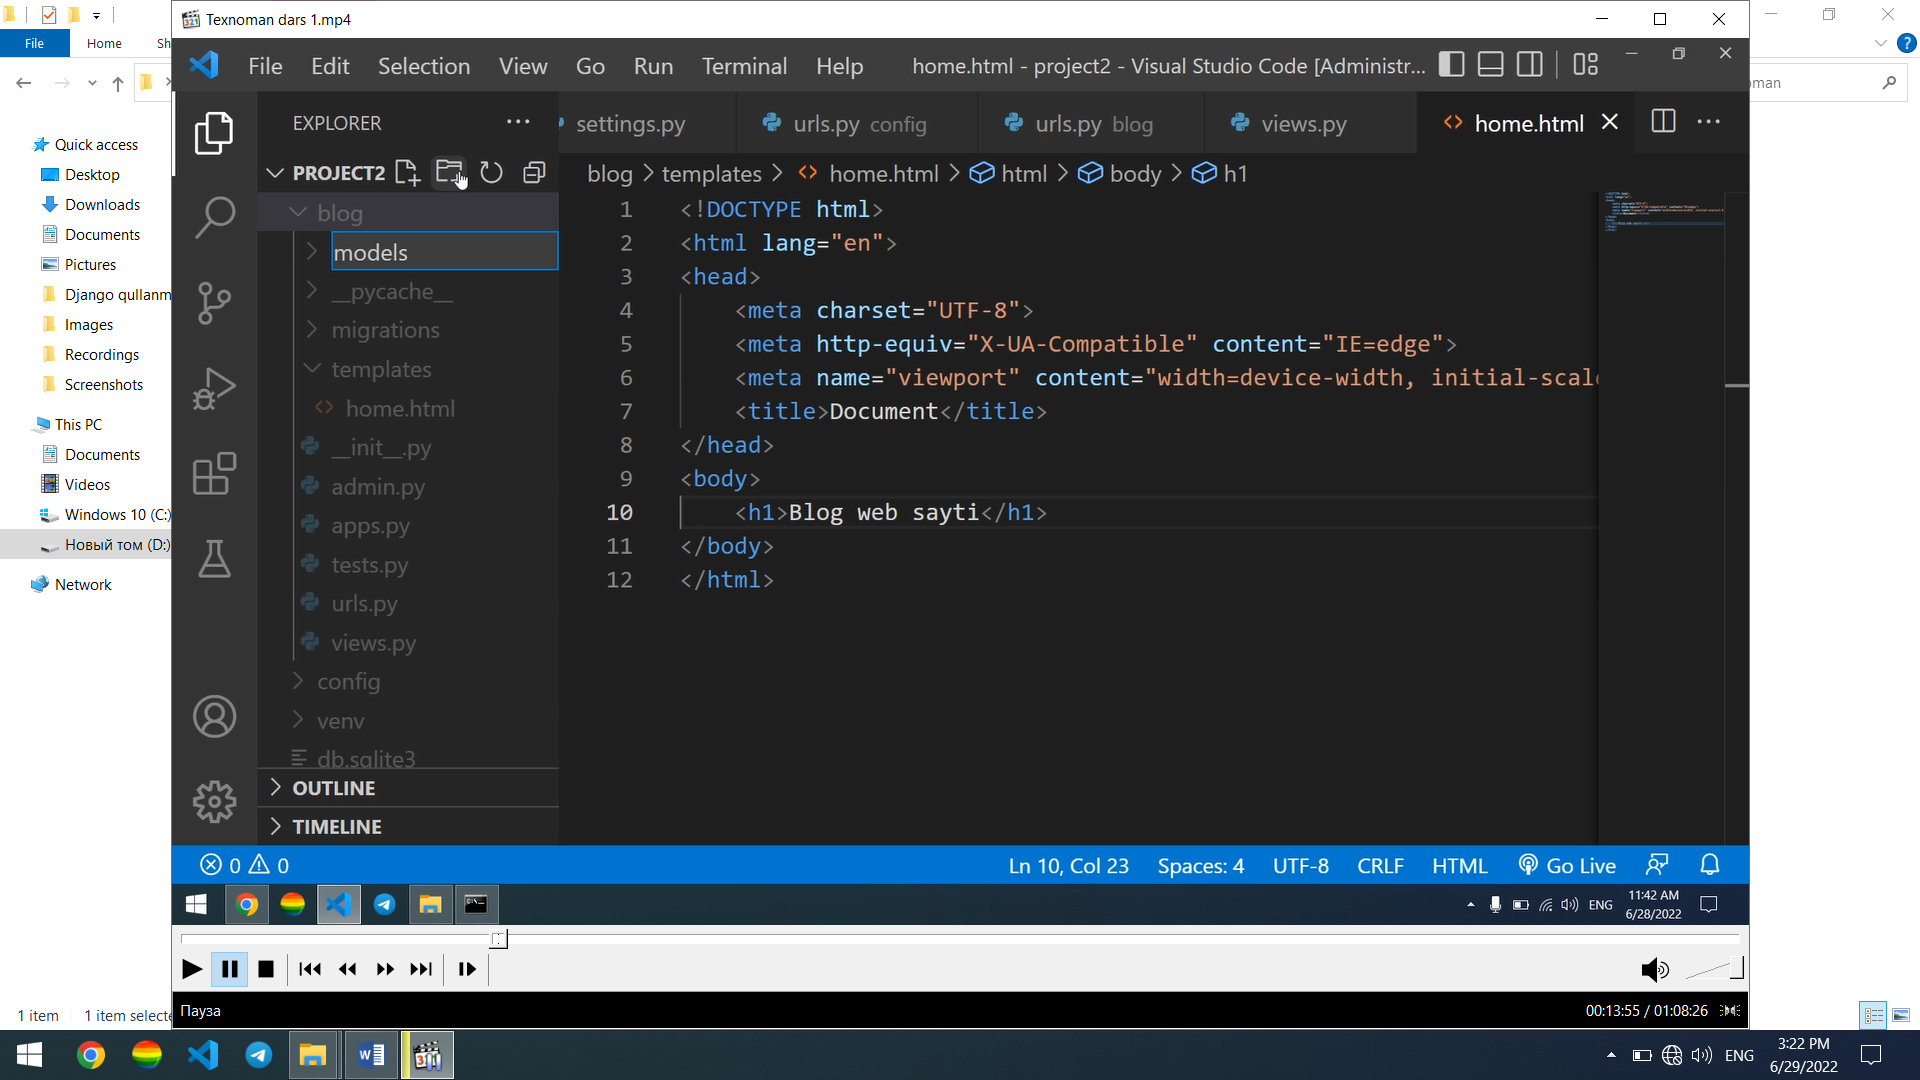 Texnoman dars 1.mp4
File
Home
Sh
man
File Edit Selection View Go Run Terminal Help
home.html - project2 - Visual Studio Code [Administr...
Quick access
Desktop
Downloads
Documents
Pictures
Django qullanm
Images
Recordings
Screenshots
This PC
Documents
Videos
Windows 10 (C:)
Новый том (D:)
Network
1 item
1 item selecte
EXPLORER
PROJECT2
blog
models
__pycache__
migrations
templates
home.html
__init__.py
admin.py
apps.py
tests.py
urls.py
views.py
config
venv
db.sqlite3
OUTLINE
TIMELINE
settings.py
urls.py config
urls.py blog
views.py
home.html
blog > templates > home.html > html > body > h1
1 <!DOCTYPE html>
2 <html lang="en">
3 <head>
4 <meta charset="UTF-8">
5 <meta http-equiv="X-UA-Compatible" content="IE=edge">
6 <meta name="viewport" content="width=device-width, initial-scale
7 <title>Document</title>
8 </head>
9 <body>
10 <h1>Blog web sayti</h1>
11 </body>
12 </html>
0 0
Ln 10, Col 23
Spaces: 4
UTF-8
CRLF
HTML
Go Live
ENG
11:42 AM
6/28/2022
Пауза
00:13:55 / 01:08:26
ENG
3:22 PM
6/29/2022